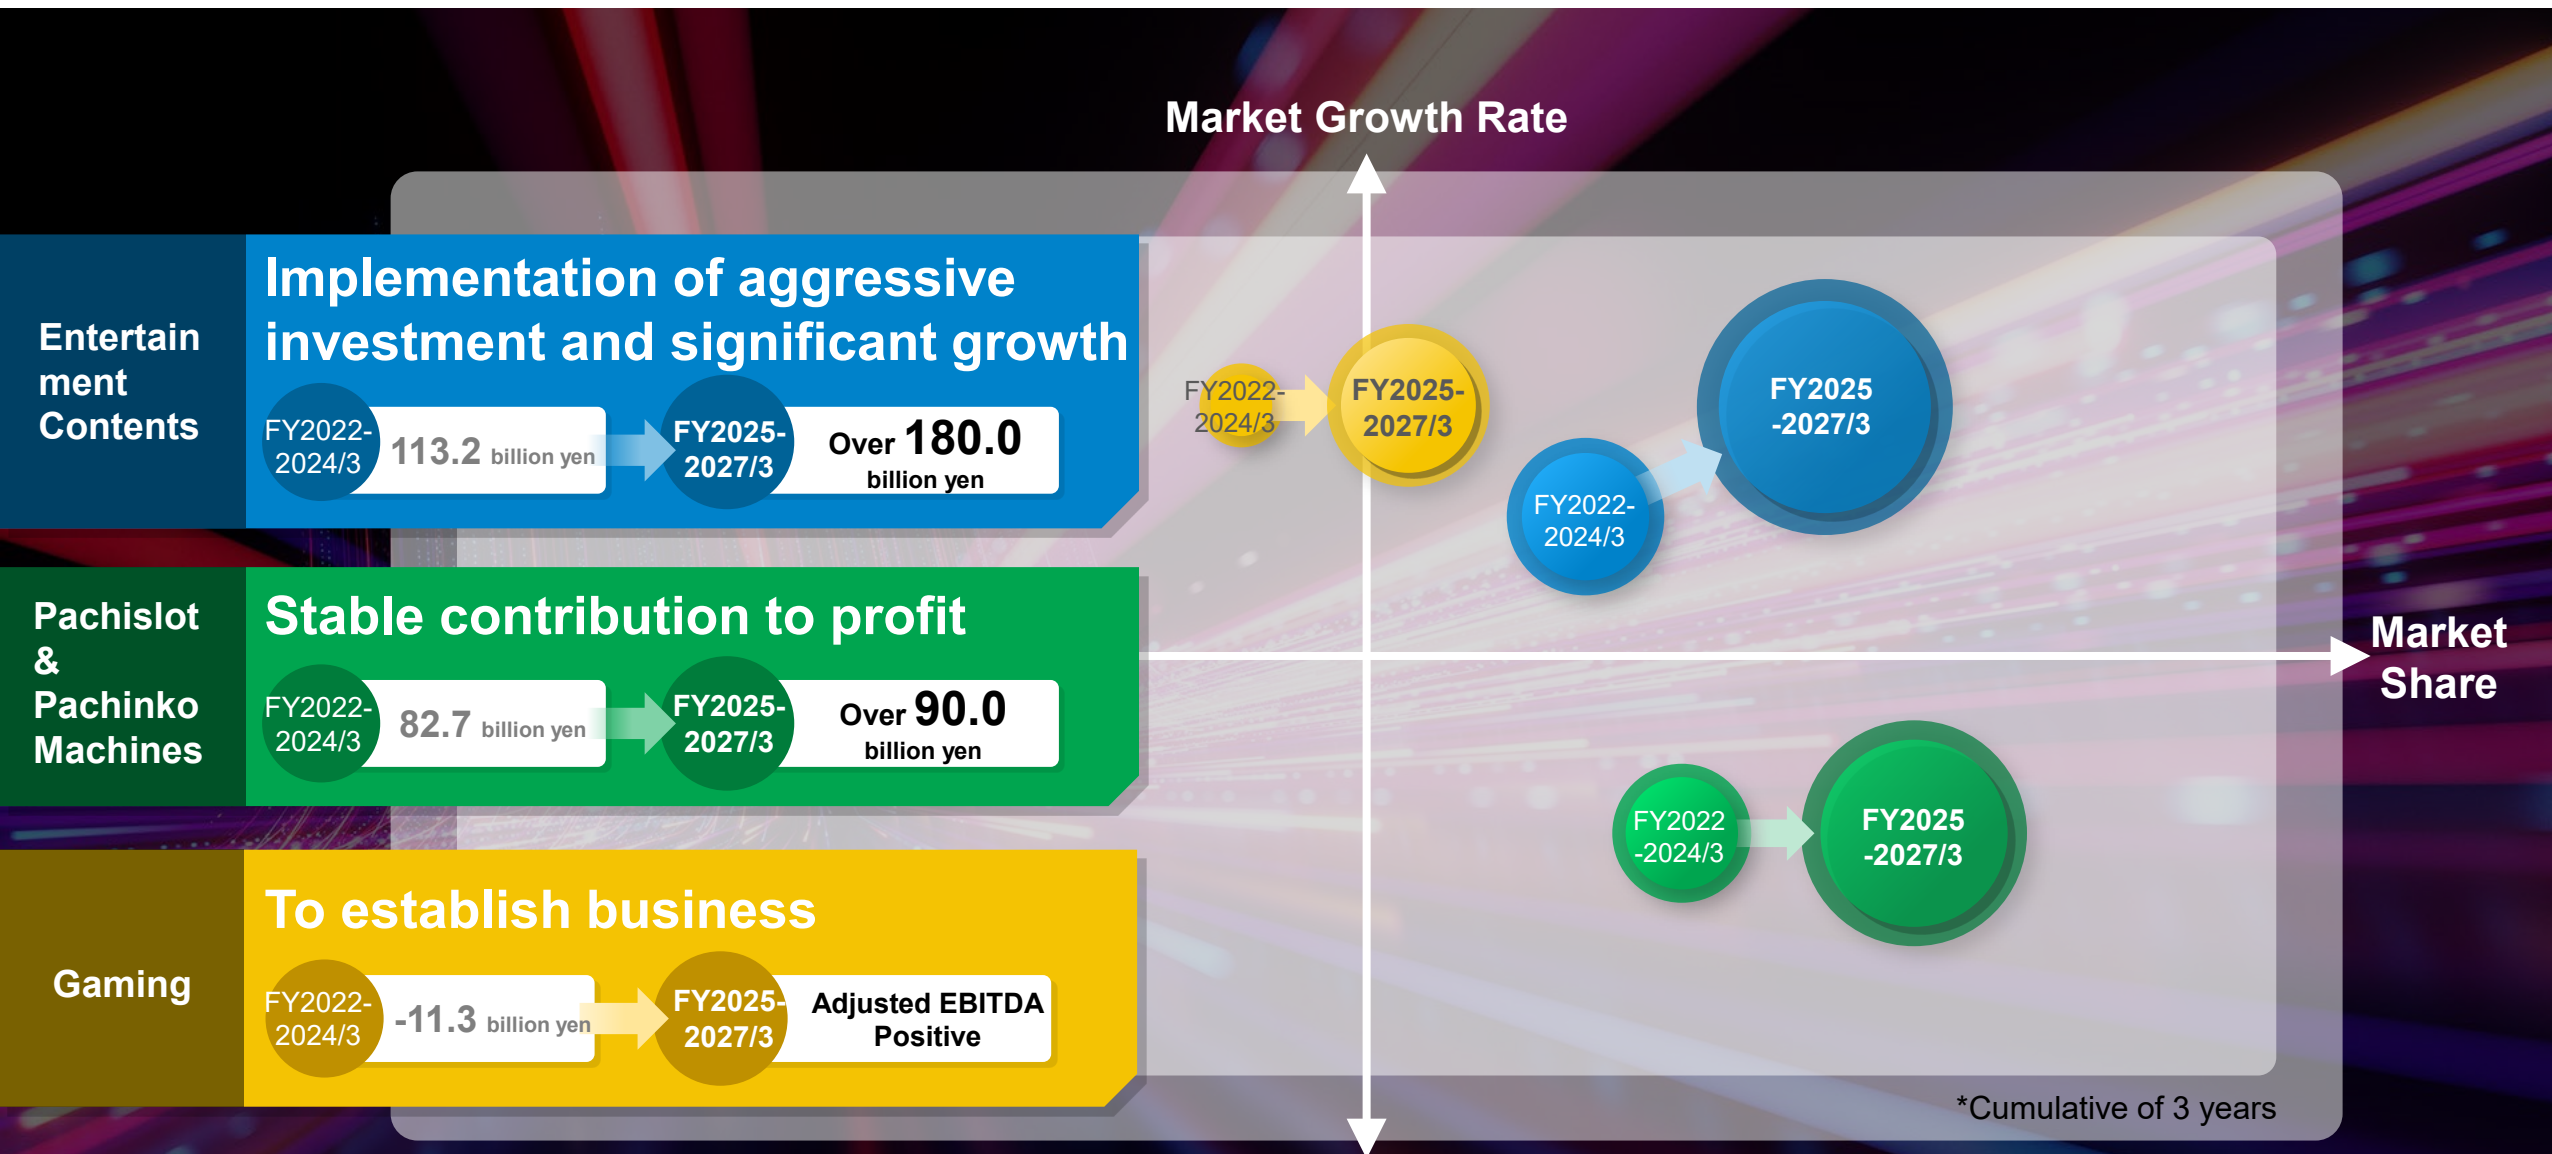 Market Growth Rate
Entertain
ment
Contents
Implementation of aggressive
investment and significant growth
FY2022-
2024/3
113.2 billion yen
FY2025-
2027/3
Over 180.0
billion yen
Pachislot
&
Pachinko
Machines
Stable contribution to profit
FY2022-
2024/3
82.7 billion yen
FY2025-
2027/3
Over 90.0
billion yen
Gaming
To establish business
FY2022-
2024/3
-11.3 billion yen
FY2025-
2027/3
Adjusted EBITDA
Positive
FY2022-
2024/3
FY2025-
2027/3
FY2022-
2024/3
FY2025
-2027/3
Market
Share
FY2022
-2024/3
FY2025
-2027/3
*Cumulative of 3 years